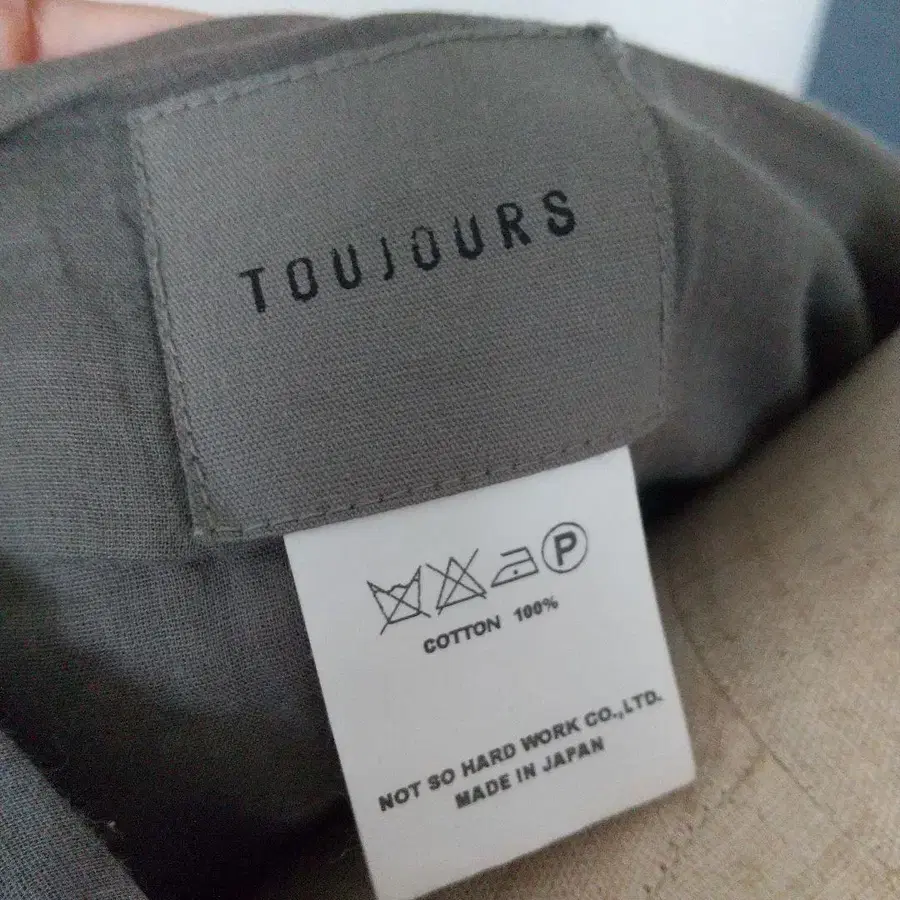 TOUJOURS
P
COTTON 100%
NOT SO HARD WORK CO.,LTD.
MADE IN JAPAN